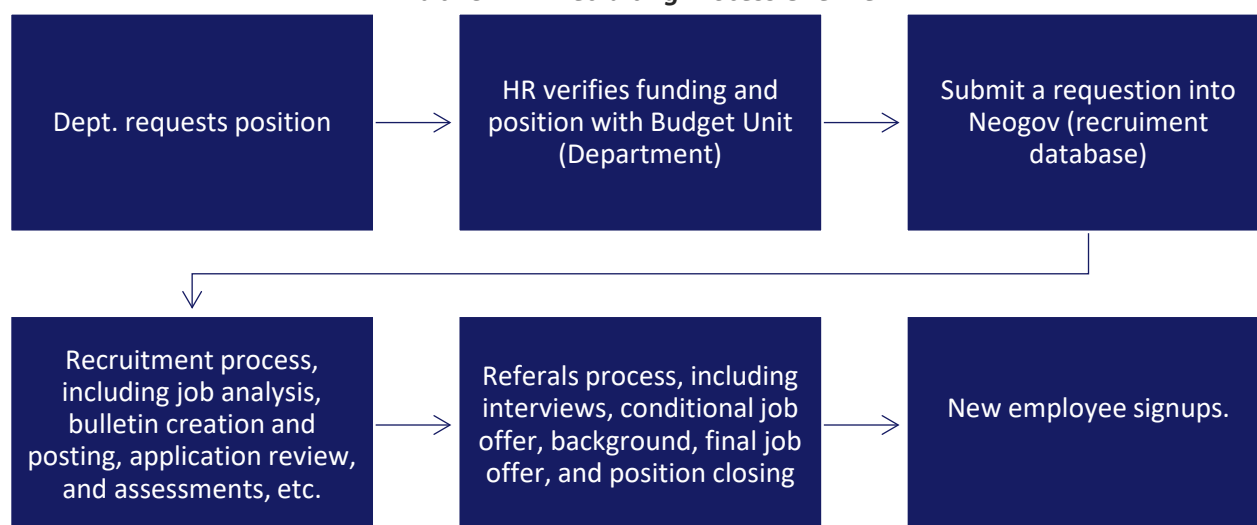 Dept. requests position
HR verifies funding and
position with Budget Unit
(Department)
Submit a requestion into
Neogov (recruiment
database)
Recruitment process,
including job analysis,
bulletin creation and
posting, application review,
and assessments, etc.
Referals process, including
interviews, conditional job
offer, background, final job
offer, and position closing
New employee signups.